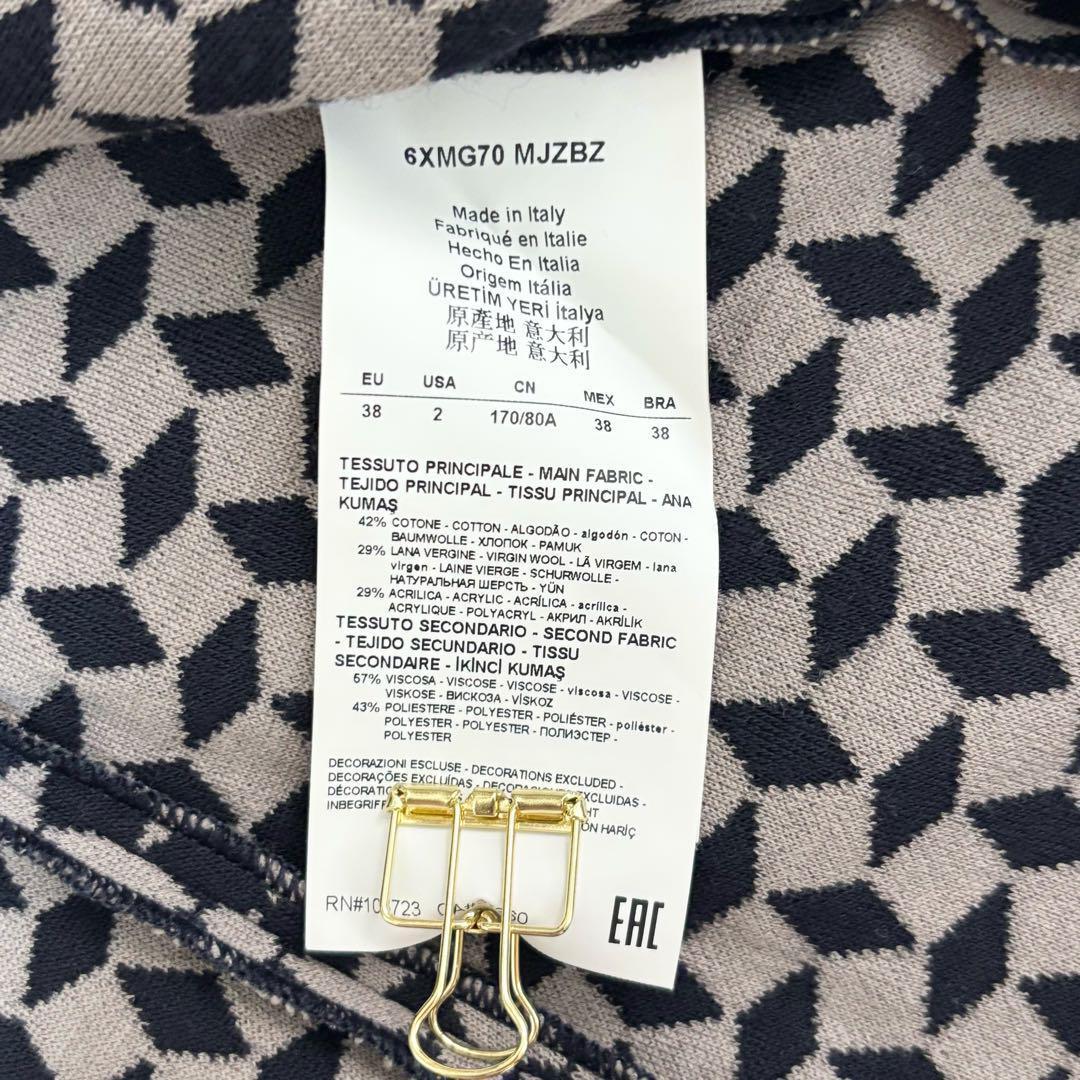 6XMG70 MJZBZ
Made in Italy
Fabriqué en Italie
Hecho En Italia
Origem Itália
ÜRETİM YERİ İtalya
原產地 意大利
原产地 意大利
EU USA CN MEX BRA
38 2 170/80A 38 38
TESSUTO PRINCIPALE - MAIN FABRIC -
TEJIDO PRINCIPAL - TISSU PRINCIPAL - ANA
KUMAŞ
42% COTONE - COTTON - ALGODÃO - algodón - COTON -
BAUMWOLLE - ХЛОПОК - PAMUK
29% LANA VERGINE - VIRGIN WOOL - LÃ VIRGEM - lana
virgen - LAINE VIERGE - SCHURWOLLE -
НАТУРАЛЬНАЯ ШЕРСТЬ - YÜN
29% ACRILICA - ACRYLIC - ACRÍLICA - acrílica -
ACRYLIQUE - POLYACRYL - АКРИЛ - AKRİLİK
TESSUTO SECONDARIO - SECOND FABRIC
- TEJIDO SECUNDARIO - TISSU
SECONDAIRE - İKİNCİ KUMAŞ
57% VISCOSA - VISCOSE - VISCOSE - viscosa - VISCOSE -
VISKOSE - ВИСКОЗА - VİSKOZ
43% POLIESTERE - POLYESTER - POLIÉSTER - poliéster -
POLYESTER - POLYESTER - ПОЛИЭСТЕР -
POLYESTER
DECORAZIONI ESCLUSE - DECORATIONS EXCLUDED -
DECORAÇÕES EXCLUÍDAS - DECORACIONES EXCLUIDAS -
HARİÇ
RN#10 723
EAC